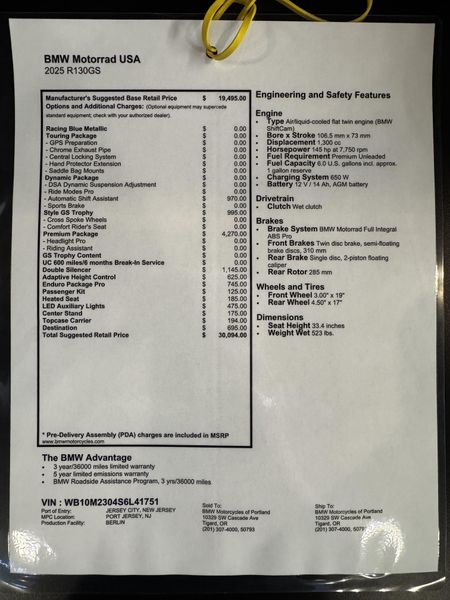 BMW Motorrad USA
2025 R130GS
Manufacturer's Suggested Base Retail Price $ 19,495.00
Options and Additional Charges: (Optional equipment may supercede
standard equipment; check with your authorized dealer).
Racing Blue Metallic $ 0.00
Touring Package $ 0.00
- GPS Preparation $ 0.00
- Chrome Exhaust Pipe $ 0.00
- Central Locking System $ 0.00
- Hand Protector Extension $ 0.00
- Saddle Bag Mounts $ 0.00
Dynamic Package $ 0.00
- DSA Dynamic Suspension Adjustment $ 0.00
- Ride Modes Pro $ 0.00
- Automatic Shift Assistant $ 970.00
- Sports Brake $ 0.00
Style GS Trophy $ 995.00
- Cross Spoke Wheels $ 0.00
- Comfort Rider's Seat $ 0.00
Premium Package $ 4,270.00
- Headlight Pro $ 0.00
- Riding Assistant $ 0.00
GS Trophy Content $ 0.00
UC 600 miles/6 months Break-In Service $ 0.00
Double Silencer $ 1,145.00
Adaptive Height Control $ 625.00
Enduro Package Pro $ 745.00
Passenger Kit $ 125.00
Heated Seat $ 185.00
LED Auxiliary Lights $ 475.00
Center Stand $ 175.00
Topcase Carrier $ 194.00
Destination $ 695.00
Total Suggested Retail Price $ 30,094.00
* Pre-Delivery Assembly (PDA) charges are included in MSRP
www.bmwmotorcycles.com
Engineering and Safety Features
Engine
• Type Air/liquid-cooled flat twin engine (BMW
ShiftCam)
• Bore x Stroke 106.5 mm x 73 mm
• Displacement 1,300 cc
• Horsepower 145 hp at 7,750 rpm
• Fuel Requirement Premium Unleaded
• Fuel Capacity 6.0 U.S. gallons incl. approx.
1 gallon reserve
• Charging System 650 W
• Battery 12 V / 14 Ah, AGM battery
Drivetrain
• Clutch Wet clutch
Brakes
• Brake System BMW Motorrad Full Integral
ABS Pro
• Front Brakes Twin disc brake, semi-floating
brake discs, 310 mm
• Rear Brake Single disc, 2-piston floating
caliper
• Rear Rotor 285 mm
Wheels and Tires
• Front Wheel 3.00" x 19"
• Rear Wheel 4.50" x 17"
Dimensions
• Seat Height 33.4 inches
• Weight Wet 523 lbs.
The BMW Advantage
• 3 year/36000 miles limited warranty
• 5 year limited emissions warranty
• BMW Roadside Assistance Program, 3 yrs/36000 miles
VIN : WB10M2304S6L41751
Port of Entry: JERSEY CITY, NEW JERSEY
MPC Location: PORT JERSEY, NJ
Production Facility: BERLIN
Sold To:
BMW Motorcycles of Portland
10329 SW Cascade Ave
Tigard, OR
(201) 307-4000, 50793
Ship To:
BMW Motorcycles of Portland
10329 SW Cascade Ave
Tigard, OR
(201) 307-4000, 50793